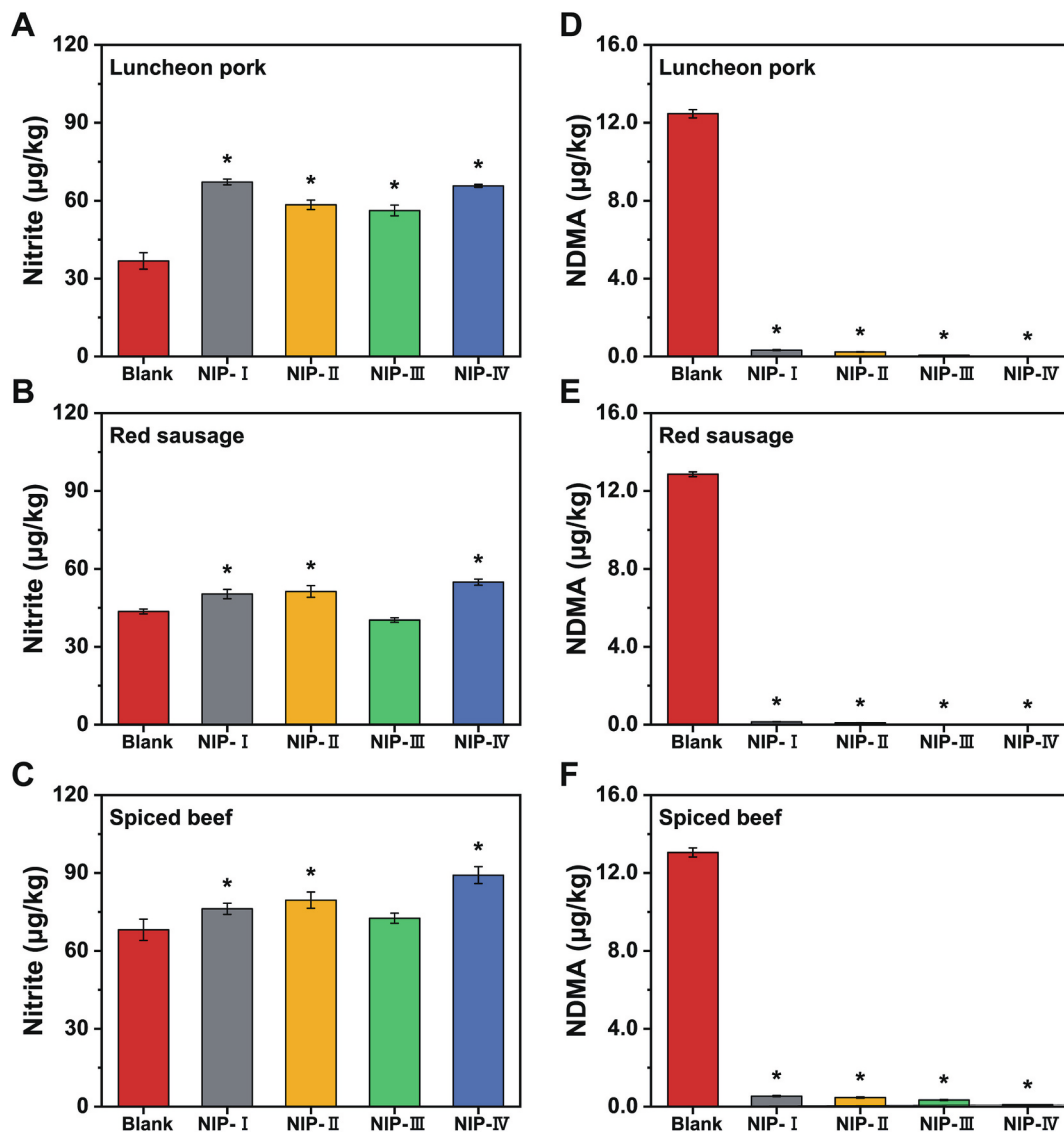 A
Nitrite (μg/kg)
120
90
60
30
0
Luncheon pork
*
*
*
*
Blank NIP-Ⅰ NIP-Ⅱ NIP-Ⅲ NIP-Ⅳ
D
NDMA (μg/kg)
16.0
12.0
8.0
4.0
0.0
Luncheon pork
* * * *
Blank NIP-Ⅰ NIP-Ⅱ NIP-Ⅲ NIP-Ⅳ
B
Nitrite (μg/kg)
120
90
60
30
0
Red sausage
* * *
Blank NIP-Ⅰ NIP-Ⅱ NIP-Ⅲ NIP-Ⅳ
E
NDMA (μg/kg)
16.0
12.0
8.0
4.0
0.0
Red sausage
* * * *
Blank NIP-Ⅰ NIP-Ⅱ NIP-Ⅲ NIP-Ⅳ
C
Nitrite (μg/kg)
120
90
60
30
0
Spiced beef
* * *
Blank NIP-Ⅰ NIP-Ⅱ NIP-Ⅲ NIP-Ⅳ
F
NDMA (μg/kg)
16.0
12.0
8.0
4.0
0.0
Spiced beef
* * * *
Blank NIP-Ⅰ NIP-Ⅱ NIP-Ⅲ NIP-Ⅳ